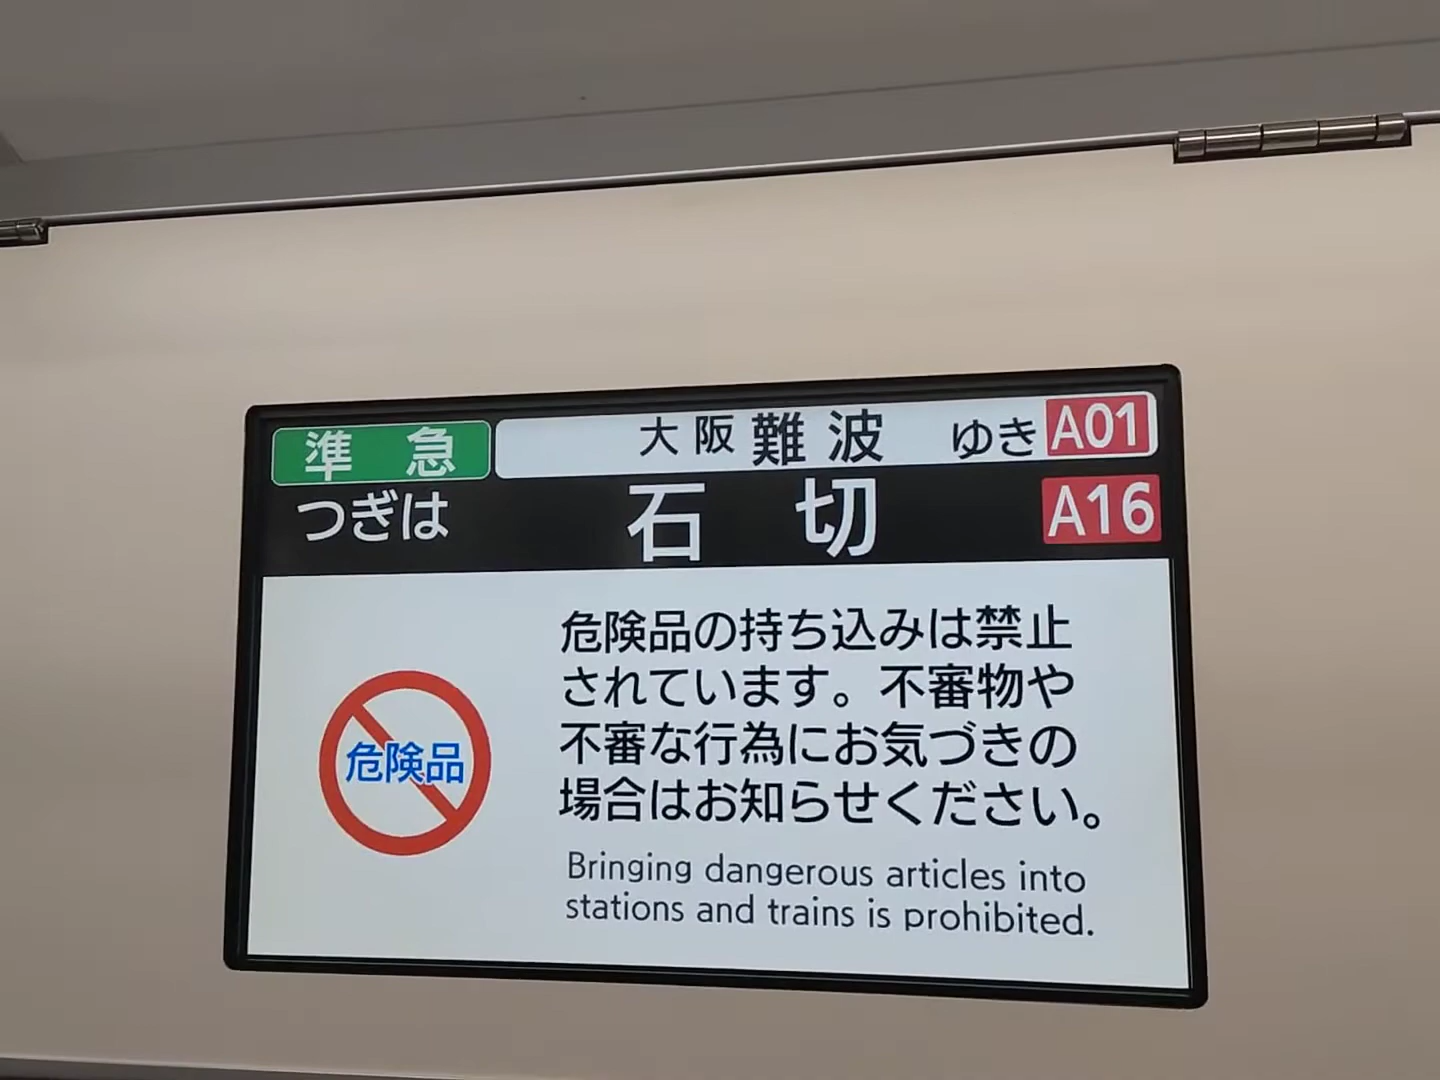 準急 大阪難波 ゆき A01
つぎは 石切 A16
危険品
危険品の持ち込みは禁止
されています。不審物や
不審な行為にお気づきの
場合はお知らせください。
Bringing dangerous articles into
stations and trains is prohibited.